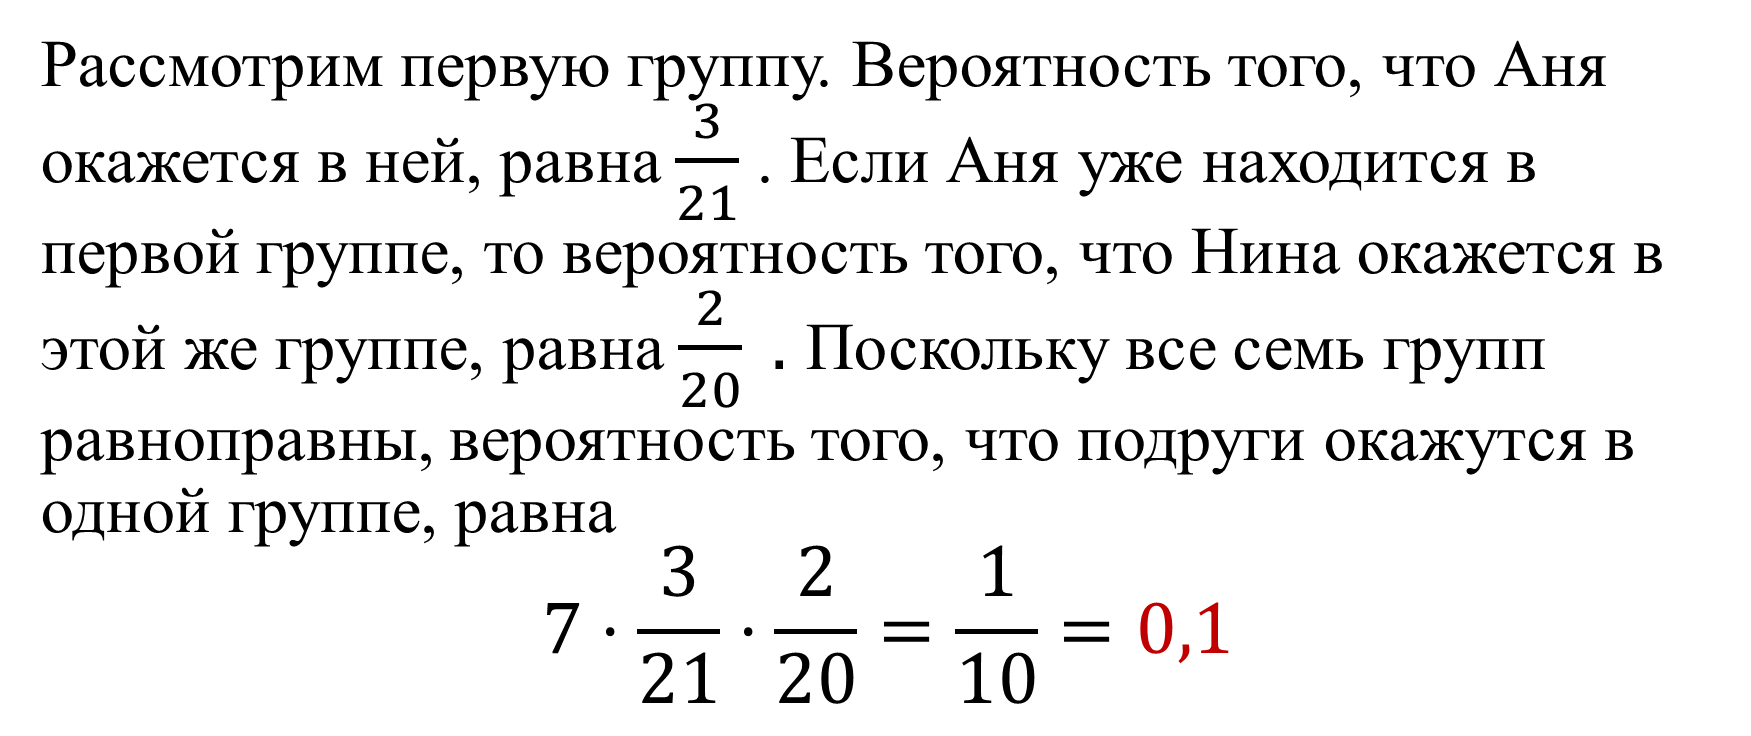 Рассмотрим первую группу. Вероятность того, что Аня
окажется в ней, равна 3/21 . Если Аня уже находится в
первой группе, то вероятность того, что Нина окажется в
этой же группе, равна 2/20 . Поскольку все семь групп
равноправны, вероятность того, что подруги окажутся в
одной группе, равна
7 · 3/21 · 2/20 = 1/10 = 0,1